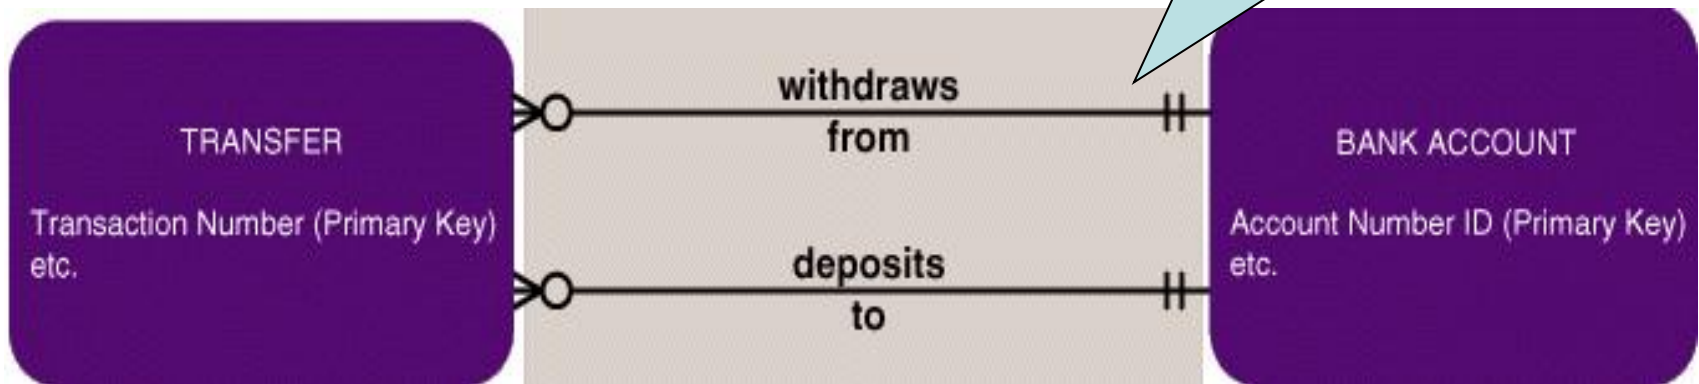 TRANSFER
Transaction Number (Primary Key)
etc.
withdraws
from
deposits
to
BANK ACCOUNT
Account Number ID (Primary Key)
etc.